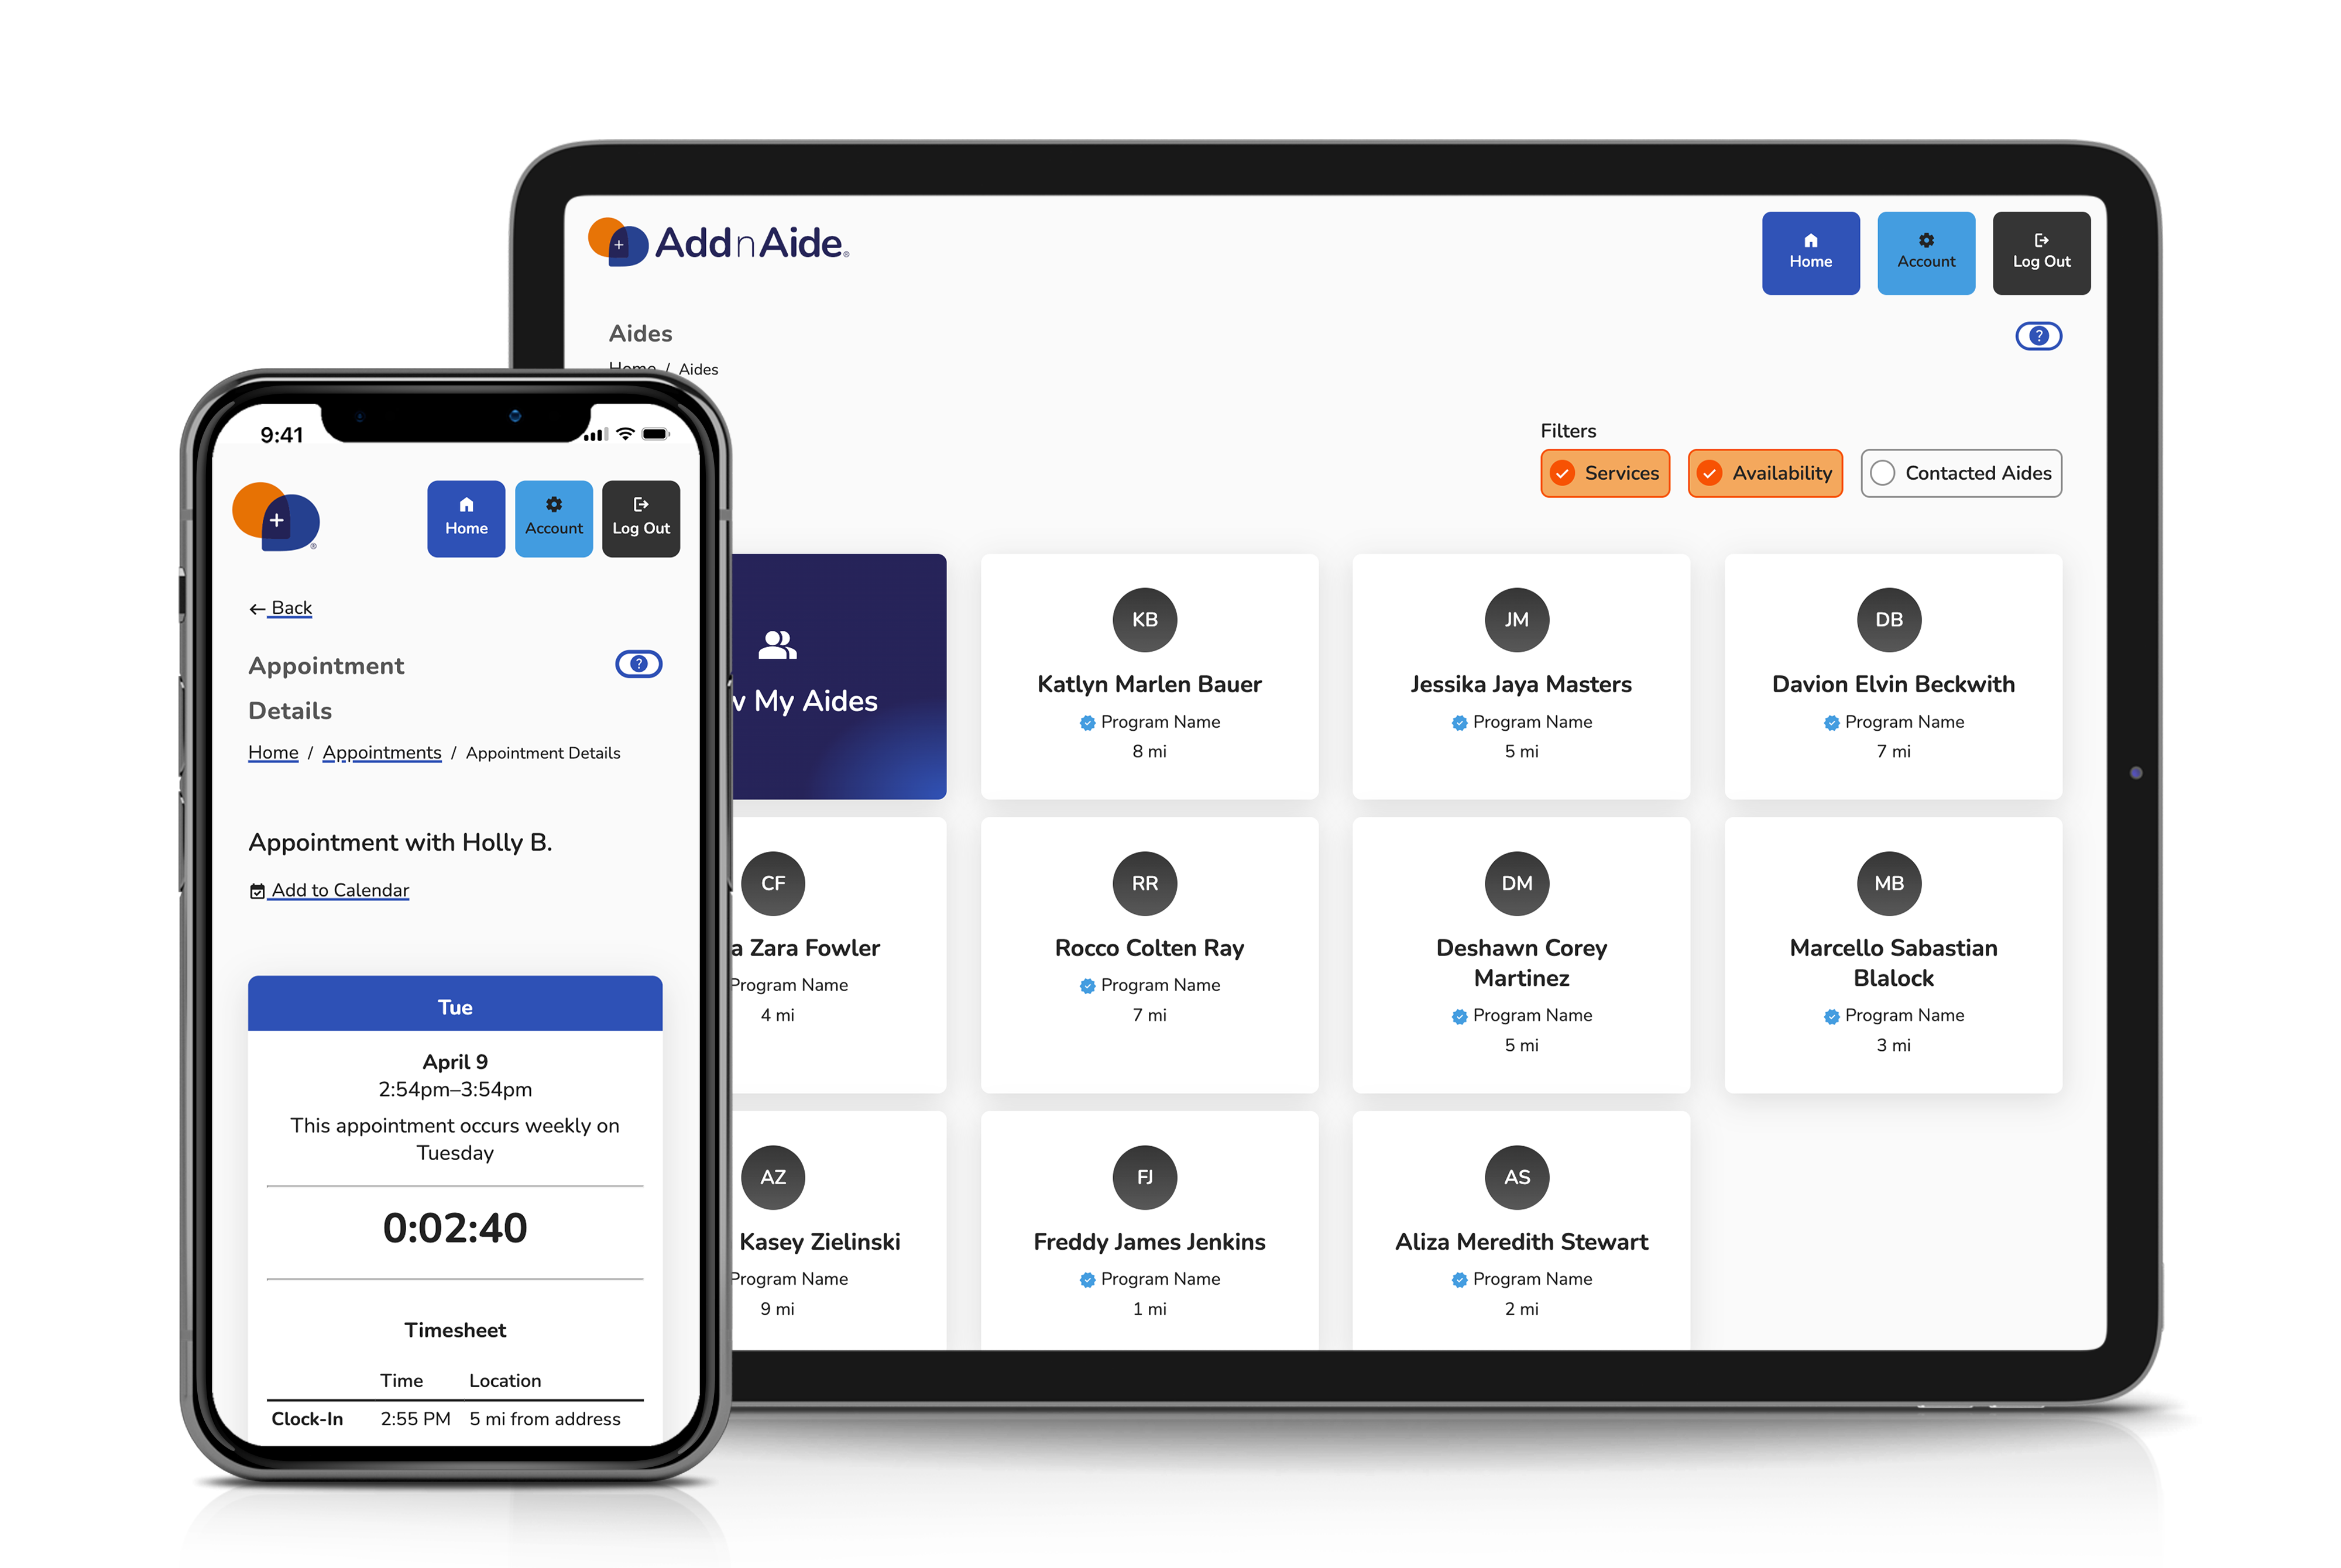 AddnAide®
Home
Account
Log Out
Aides
Home / Aides
?
Filters
Services
Availability
Contacted Aides
My Aides
KB
Katlyn Marlen Bauer
Program Name
8 mi
JM
Jessika Jaya Masters
Program Name
5 mi
DB
Davion Elvin Beckwith
Program Name
7 mi
CF
a Zara Fowler
Program Name
4 mi
RR
Rocco Colten Ray
Program Name
7 mi
DM
Deshawn Corey
Martinez
Program Name
5 mi
MB
Marcello Sabastian
Blalock
Program Name
3 mi
AZ
Kasey Zielinski
Program Name
9 mi
FJ
Freddy James Jenkins
Program Name
1 mi
AS
Aliza Meredith Stewart
Program Name
2 mi
9:41
®
Home
Account
Log Out
Back
Appointment
Details
?
Home / Appointments / Appointment Details
Appointment with Holly B.
Add to Calendar
Tue
April 9
2:54pm–3:54pm
This appointment occurs weekly on
Tuesday
0:02:40
Timesheet
Time Location
Clock-In 2:55 PM 5 mi from address